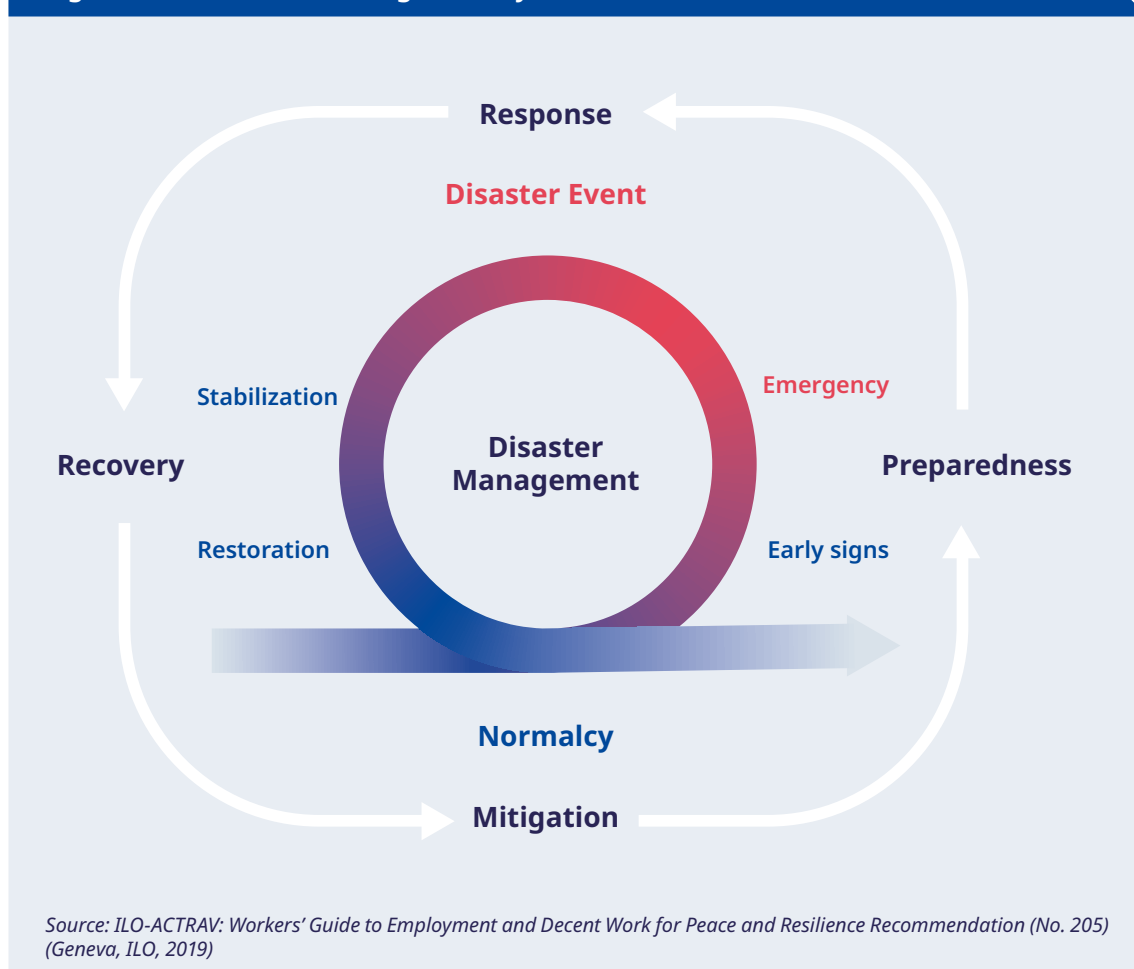 Response
Disaster Event
Stabilization
Emergency
Disaster
Management
Recovery
Preparedness
Restoration
Early signs
Normalcy
Mitigation
Source: ILO-ACTRAV: Workers’ Guide to Employment and Decent Work for Peace and Resilience Recommendation (No. 205)
(Geneva, ILO, 2019)